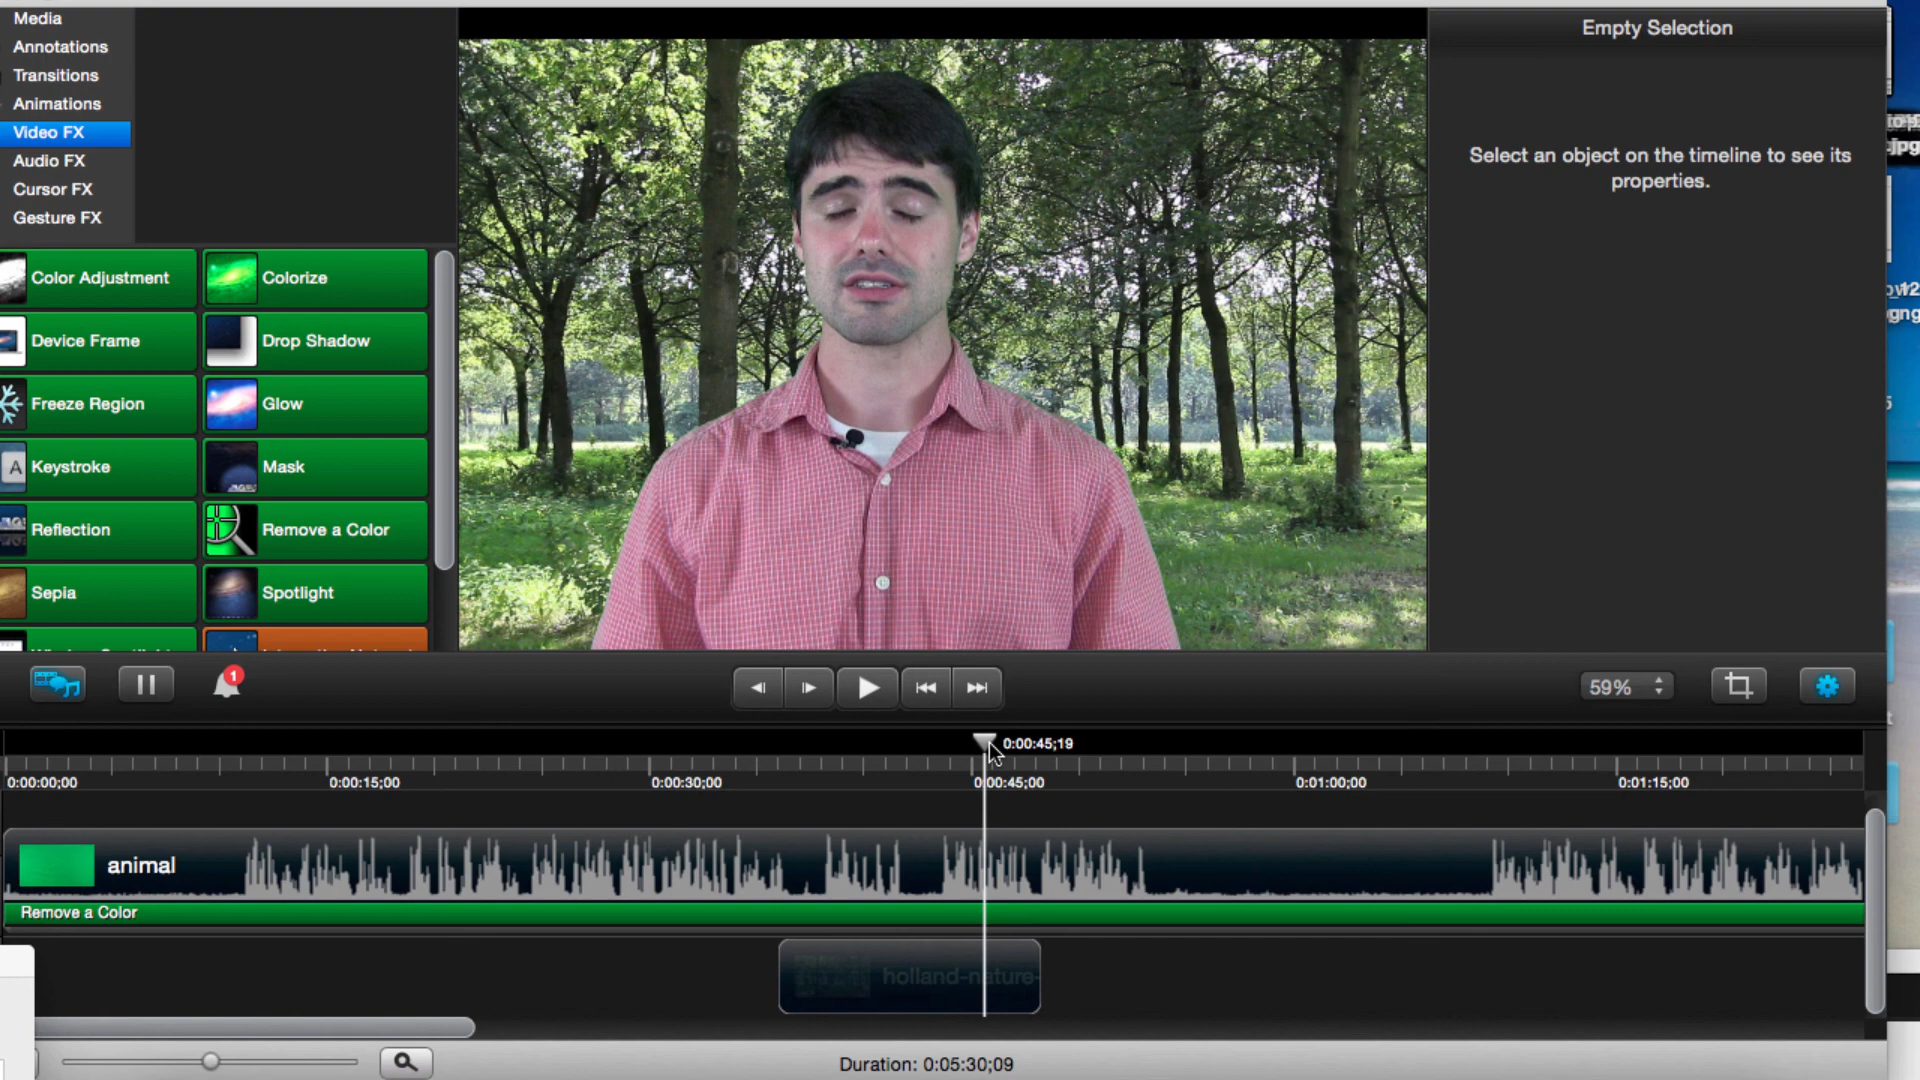 Media
Annotations
Transitions
Animations
Video FX
Audio FX
Cursor FX
Gesture FX
Color Adjustment
Colorize
Device Frame
Drop Shadow
Freeze Region
Glow
A Keystroke
Mask
Reflection
Remove a Color
Sepia
Spotlight
Empty Selection
Select an object on the timeline to see its
properties.
.jpg
1
59%
0:00:45;19
0:00:00;00
0:00:15;00
0:00:30;00
0:00:45;00
0:01:00;00
0:01:15;00
animal
Remove a Color
holland-nature-
Duration: 0:05:30;09